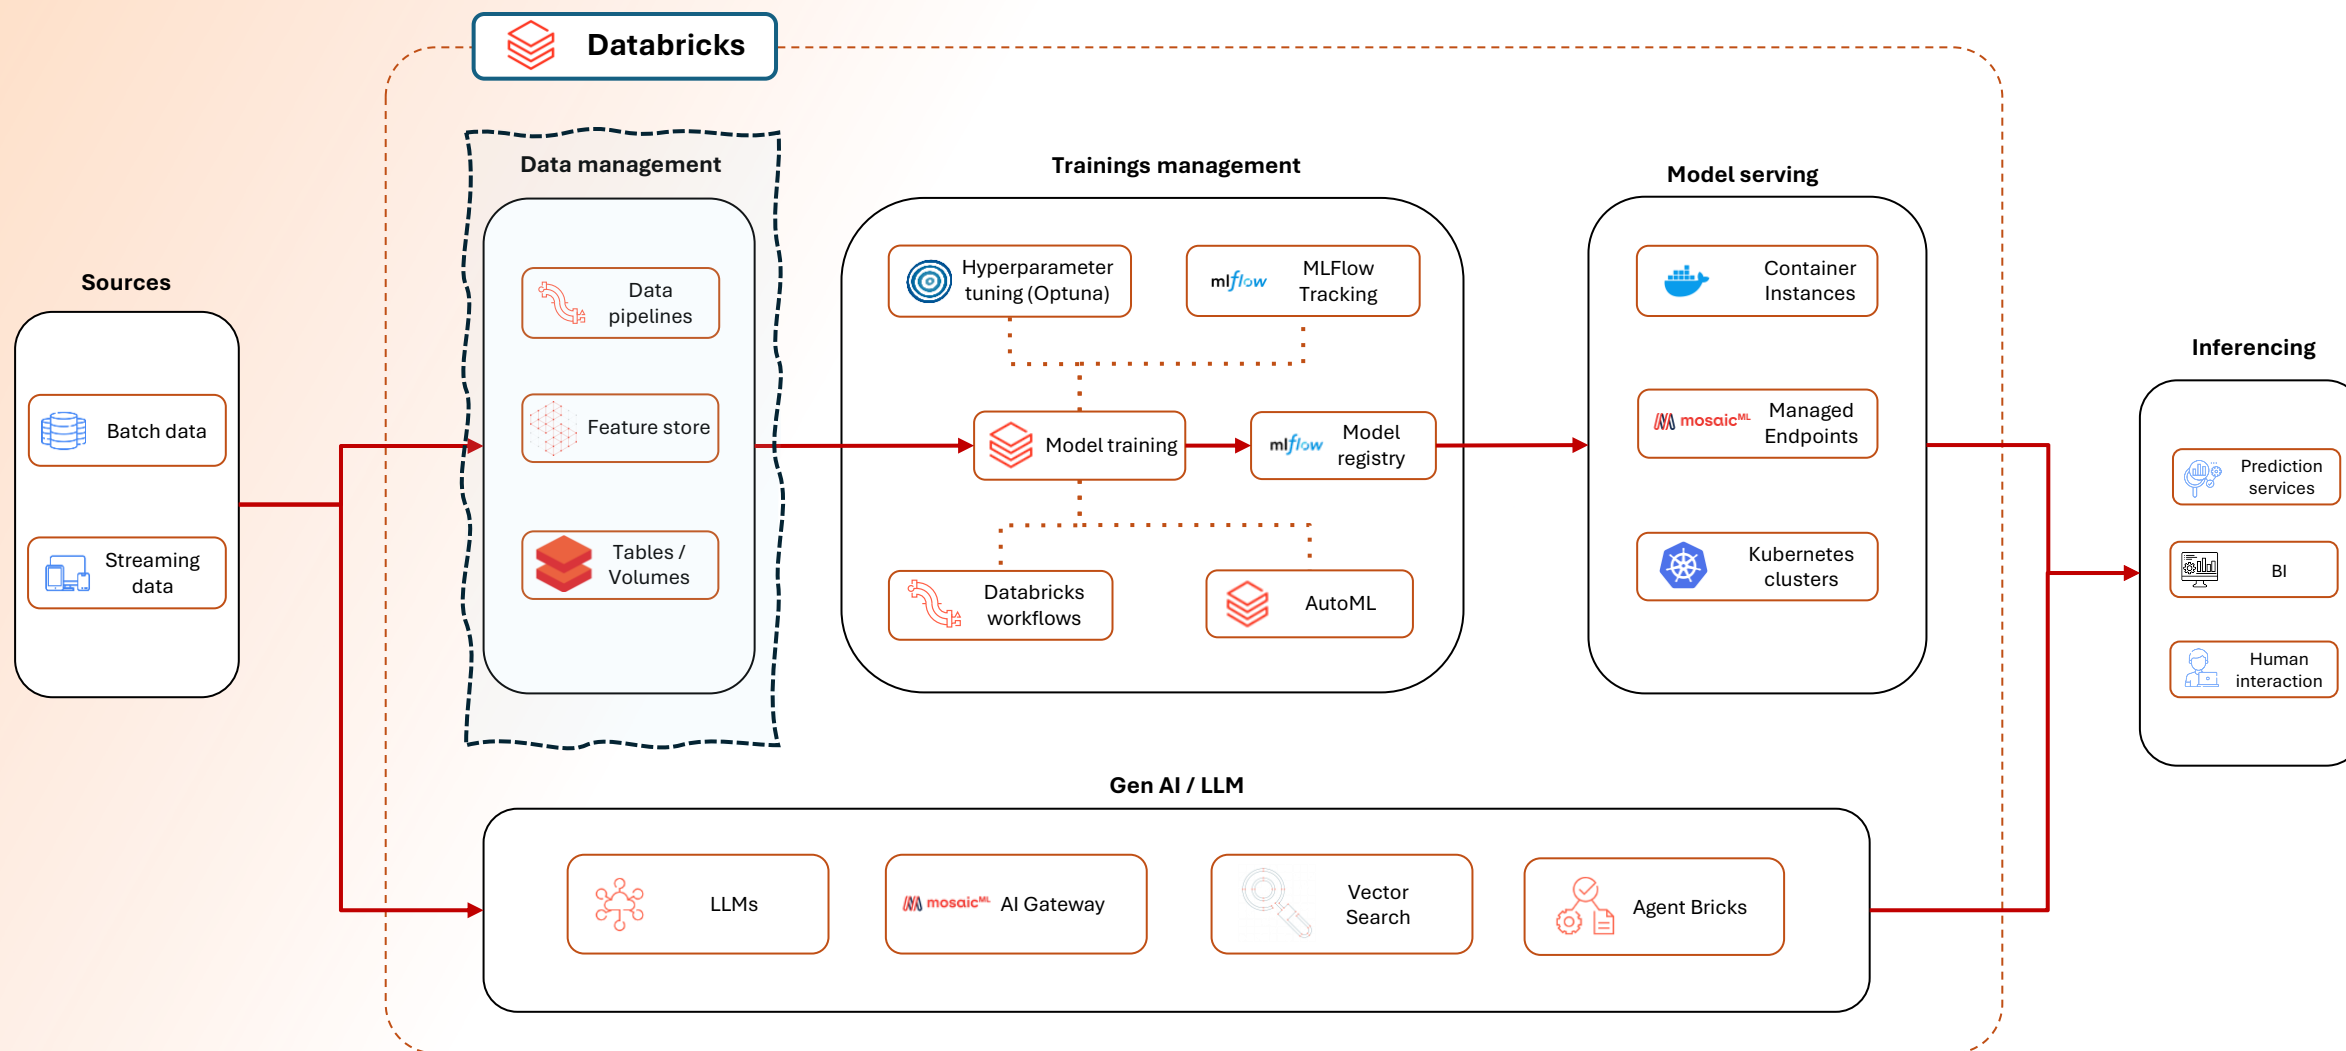 Databricks
Sources
Batch data
Streaming
data
Data management
Data
pipelines
Feature store
Tables /
Volumes
Trainings management
Hyperparameter
tuning (Optuna)
mlflow
MLFlow
Tracking
Model training
mlflow
Model
registry
Databricks
workflows
AutoML
Model serving
Container
Instances
mosaicML
Managed
Endpoints
Kubernetes
clusters
Inferencing
Prediction
services
BI
Human
interaction
Gen AI / LLM
LLMs
mosaicML
AI Gateway
Vector
Search
Agent Bricks